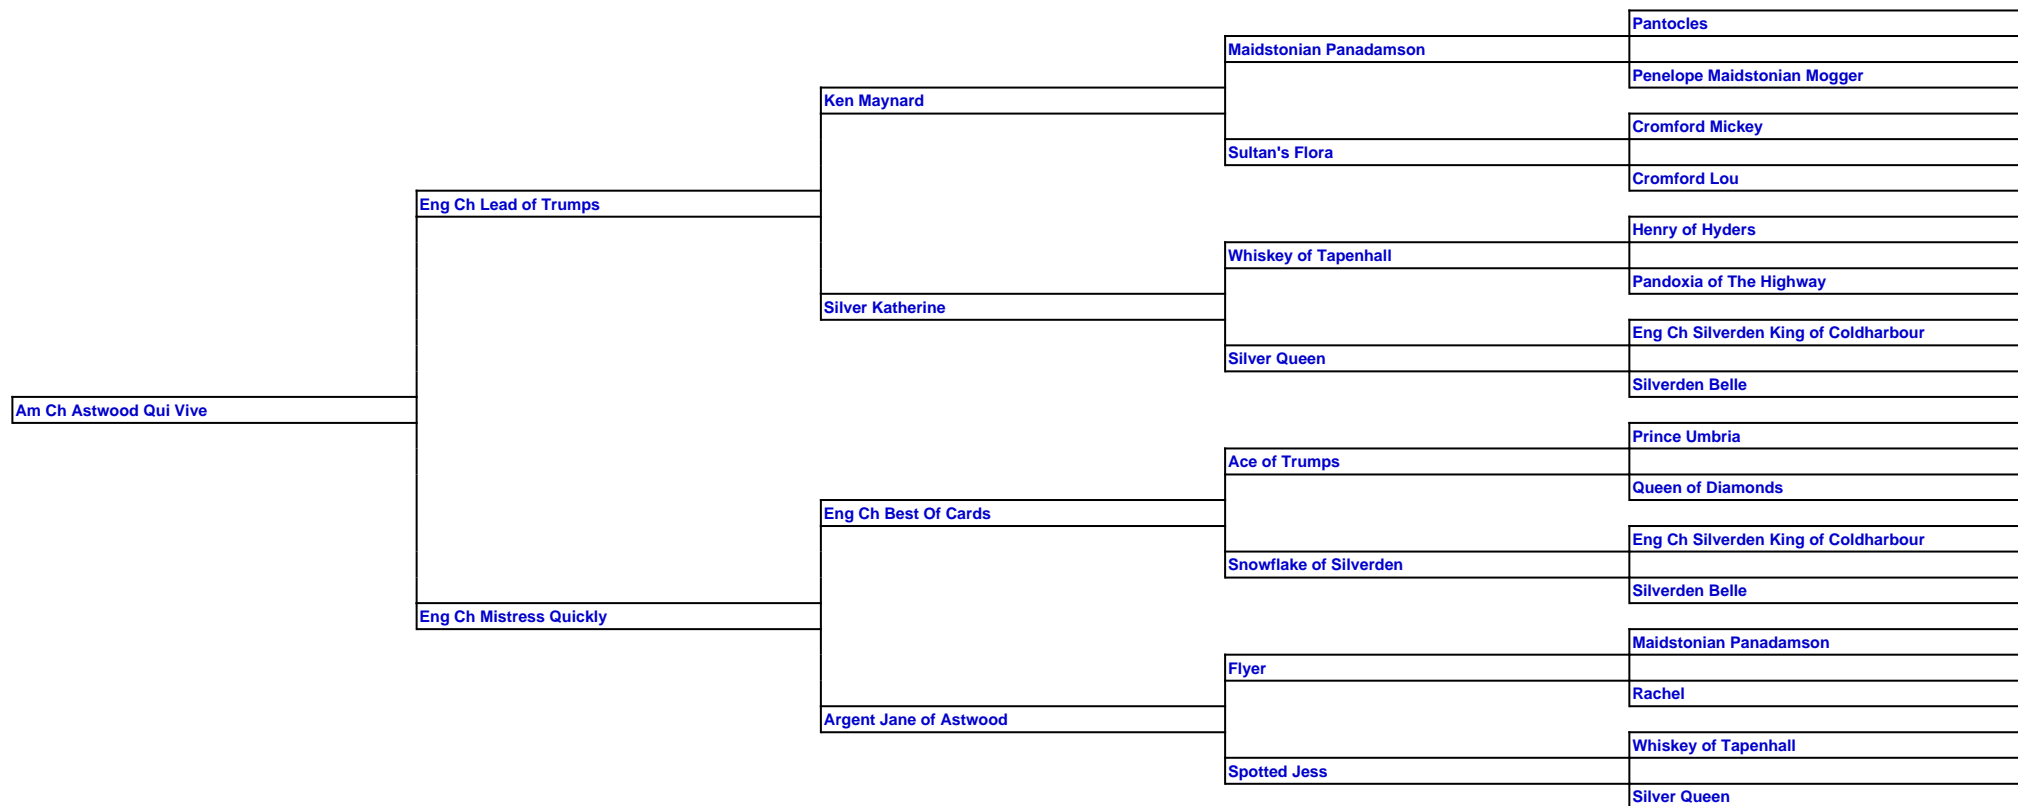 Pantocles
Maidstonian Panadamson
Penelope Maidstonian Mogger
Ken Maynard
Cromford Mickey
Sultan's Flora
Cromford Lou
Eng Ch Lead of Trumps
Henry of Hyders
Whiskey of Tapenhall
Pandoxia of The Highway
Silver Katherine
Eng Ch Silverden King of Coldharbour
Silver Queen
Silverden Belle
Am Ch Astwood Qui Vive
Prince Umbria
Ace of Trumps
Queen of Diamonds
Eng Ch Best Of Cards
Eng Ch Silverden King of Coldharbour
Snowflake of Silverden
Silverden Belle
Eng Ch Mistress Quickly
Maidstonian Panadamson
Flyer
Rachel
Argent Jane of Astwood
Whiskey of Tapenhall
Spotted Jess
Silver Queen